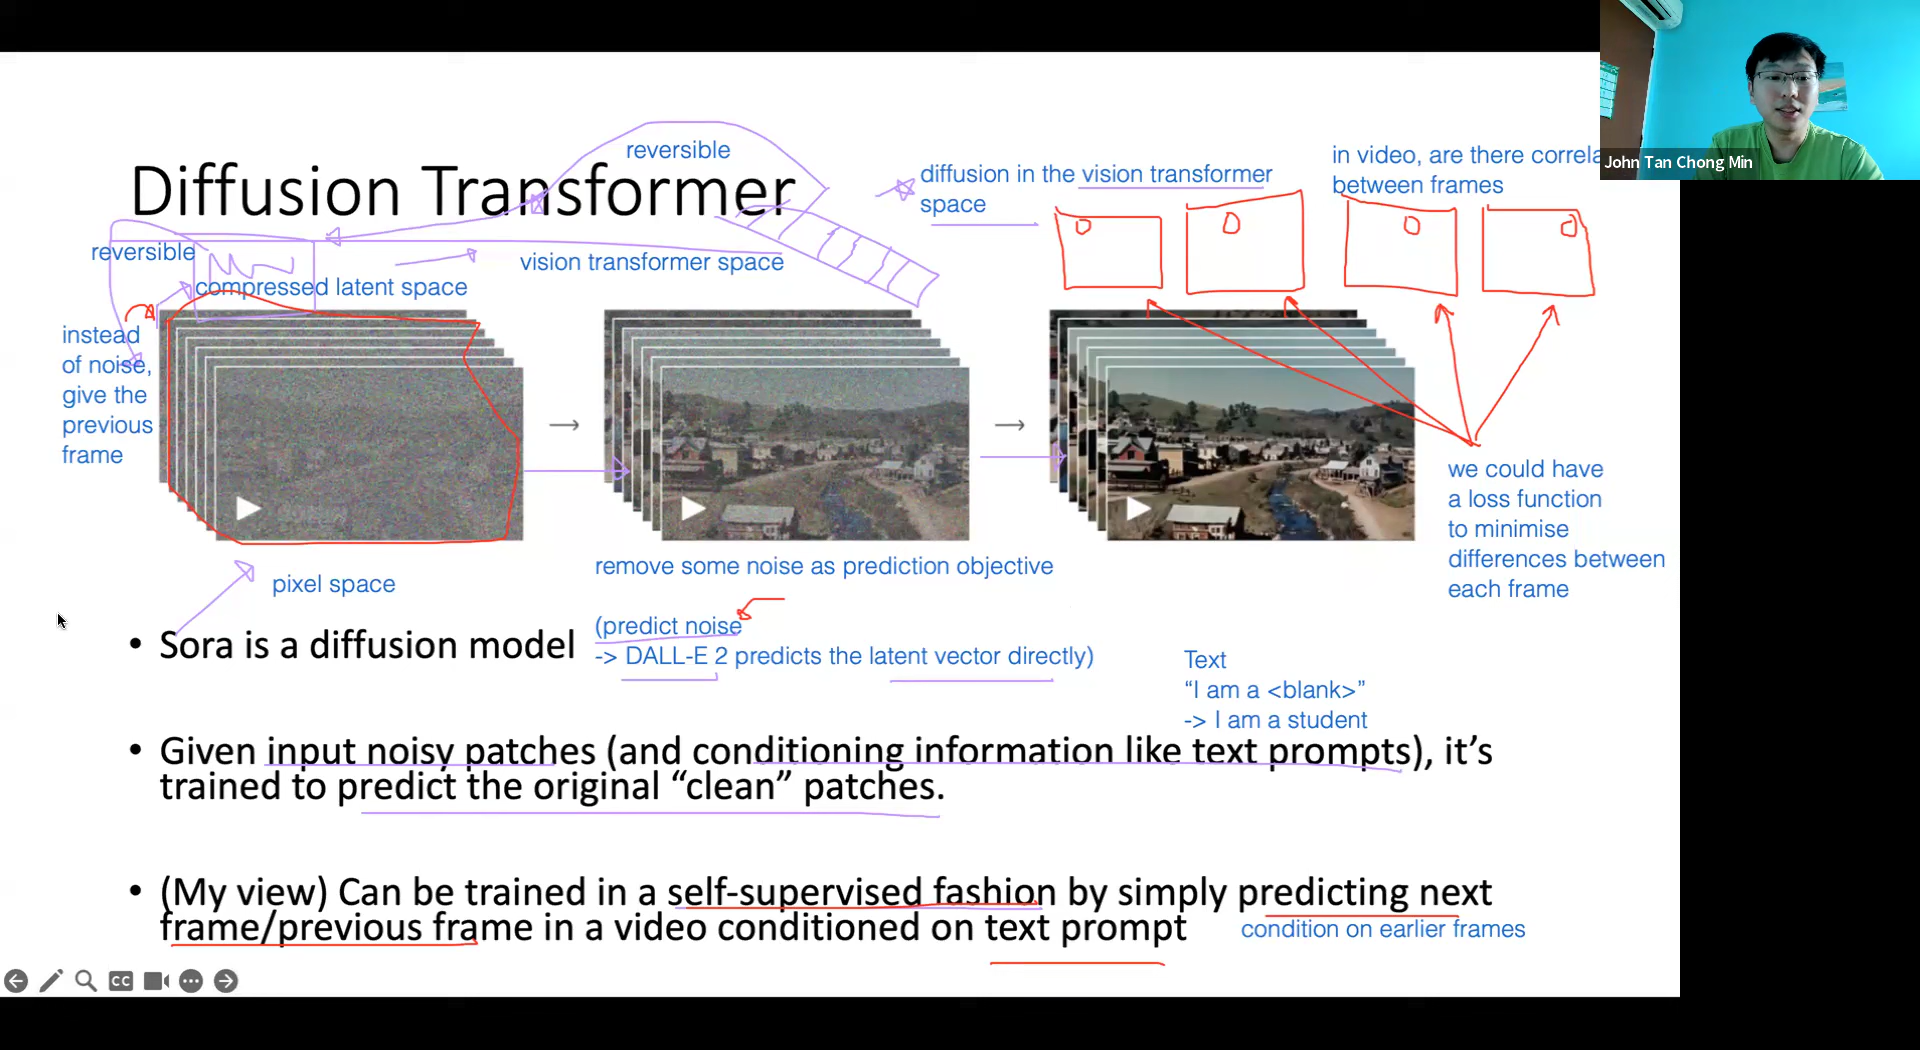 Diffusion Transformer
reversible
diffusion in the vision transformer
space
in video, are there
between frames
John Tan Chong Min
reversible
compressed latent space
vision transformer space
instead
of noise,
give the
previous
frame
we could have
a loss function
to minimise
differences between
each frame
pixel space
remove some noise as prediction objective
(predict noise
-> DALL-E 2 predicts the latent vector directly)
• Sora is a diffusion model
Text
“I am a <blank>”
-> I am a student
• Given input noisy patches (and conditioning information like text prompts), it’s
trained to predict the original “clean” patches.
• (My view) Can be trained in a self-supervised fashion by simply predicting next
frame/previous frame in a video conditioned on text prompt
condition on earlier frames
CC